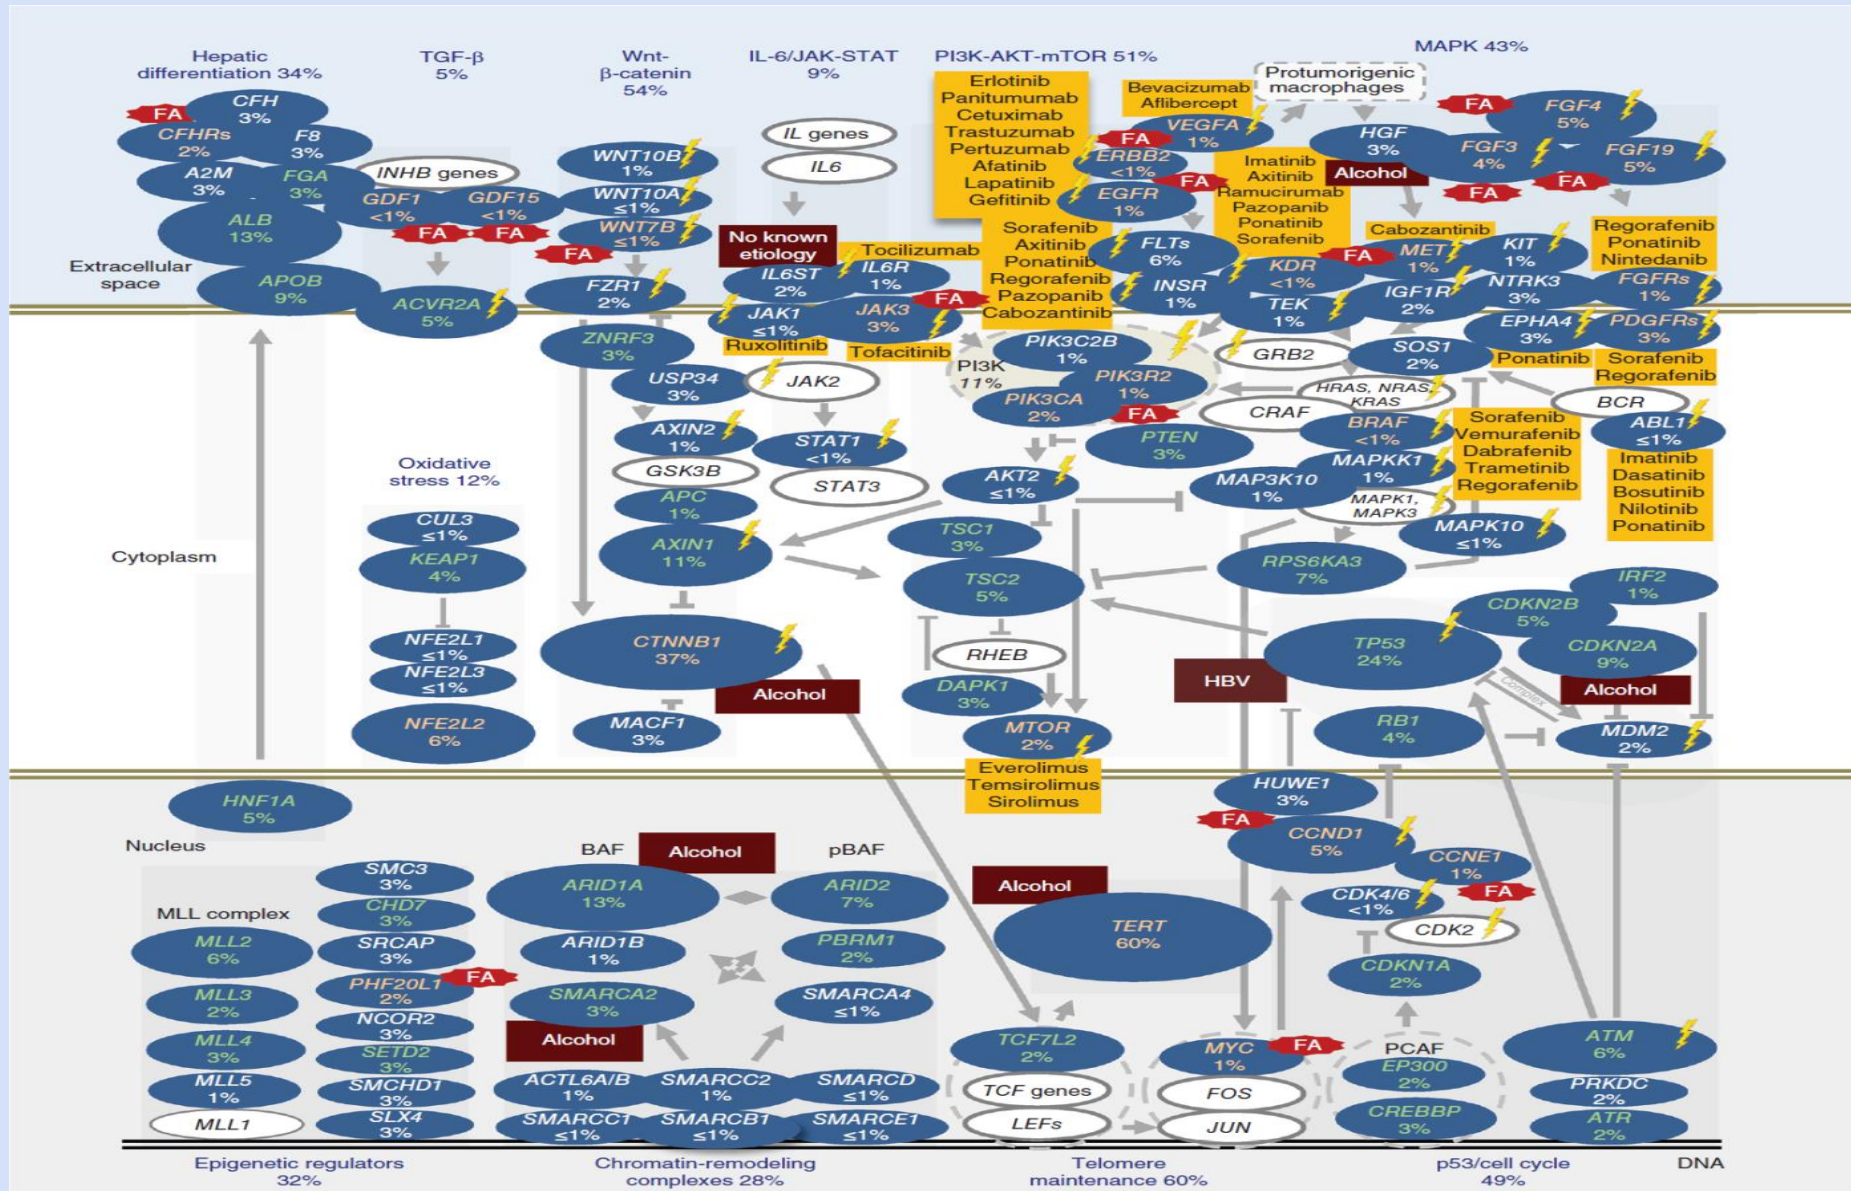 Hepatic
differentiation 34%
TGF-β
5%
Wnt-
β-catenin
54%
IL-6/JAK-STAT
9%
PI3K-AKT-mTOR 51%
MAPK 43%
FA
CFH
3%
CFHRs
2%
F8
3%
A2M
3%
FGA
3%
ALB
13%
APOB
9%
Extracellular
space
INHB genes
GDF1
<1%
GDF15
<1%
FA
FA
ACVR2A
5%
WNT10B
1%
WNT10A
≤1%
WNT7B
≤1%
FA
FZR1
2%
IL genes
IL6
No known
etiology
Tocilizumab
IL6ST
2%
IL6R
1%
JAK1
≤1%
JAK3
3%
FA
Ruxolitinib
Tofacitinib
Erlotinib
Panitumumab
Cetuximab
Trastuzumab
Pertuzumab
Afatinib
Lapatinib
Gefitinib
Bevacizumab
Aflibercept
VEGFA
1%
FA
ERBB2
<1%
FA
EGFR
1%
Sorafenib
Axitinib
Ponatinib
Regorafenib
Pazopanib
Cabozantinib
FLTs
6%
INSR
1%
Imatinib
Axitinib
Ramucirumab
Pazopanib
Ponatinib
Sorafenib
KDR
<1%
TEK
1%
Protumorigenic
macrophages
HGF
3%
Alcohol
Cabozantinib
FA
MET
1%
IGF1R
2%
FA
FGF4
5%
FGF3
4%
FGF19
5%
FA
FA
KIT
1%
NTRK3
3%
EPHA4
3%
Ponatinib
Regorafenib
Ponatinib
Nintedanib
FGFRs
1%
PDGFRs
3%
Sorafenib
Regorafenib
ZNRF3
3%
USP34
3%
AXIN2
1%
GSK3B
APC
1%
AXIN1
11%
JAK2
STAT1
<1%
STAT3
PI3K
11%
PIK3C2B
1%
PIK3R2
1%
PIK3CA
2%
FA
PTEN
3%
AKT2
≤1%
GRB2
SOS1
2%
HRAS, NRAS,
KRAS
CRAF
BRAF
<1%
MAPKK1
1%
MAP3K10
1%
MAPK1,
MAPK3
MAPK10
≤1%
Sorafenib
Vemurafenib
Dabrafenib
Trametinib
Regorafenib
BCR
ABL1
≤1%
Imatinib
Dasatinib
Bosutinib
Nilotinib
Ponatinib
Oxidative
stress 12%
CUL3
≤1%
KEAP1
4%
NFE2L1
≤1%
NFE2L3
≤1%
NFE2L2
6%
Cytoplasm
CTNNB1
37%
Alcohol
MACF1
3%
TSC1
3%
TSC2
5%
RHEB
DAPK1
3%
MTOR
2%
Everolimus
Temsirolimus
Sirolimus
RPS6KA3
7%
IRF2
1%
CDKN2B
5%
TP53
24%
CDKN2A
9%
HBV
Alcohol
Complex
RB1
4%
MDM2
2%
HNF1A
5%
Nucleus
HUWE1
3%
FA
CCND1
5%
CCNE1
1%
FA
CDK4/6
<1%
CDK2
CDKN1A
2%
MLL complex
MLL2
6%
MLL3
2%
MLL4
3%
MLL5
1%
MLL1
SMC3
3%
CHD7
3%
SRCAP
3%
PHF20L1
2%
FA
NCOR2
3%
SETD2
3%
SMCHD1
3%
SLX4
3%
BAF
Alcohol
pBAF
ARID1A
13%
ARID2
7%
ARID1B
1%
PBRM1
2%
SMARCA2
3%
SMARCA4
≤1%
Alcohol
ACTL6A/B
1%
SMARCC2
1%
SMARCD
≤1%
SMARCC1
≤1%
SMARCB1
≤1%
SMARCE1
≤1%
Alcohol
TERT
60%
TCF7L2
2%
TCF genes
LEFs
MYC
1%
FA
FOS
JUN
PCAF
EP300
2%
CREBBP
3%
ATM
6%
PRKDC
2%
ATR
2%
Epigenetic regulators
32%
Chromatin-remodeling
complexes 28%
Telomere
maintenance 60%
p53/cell cycle
49%
DNA